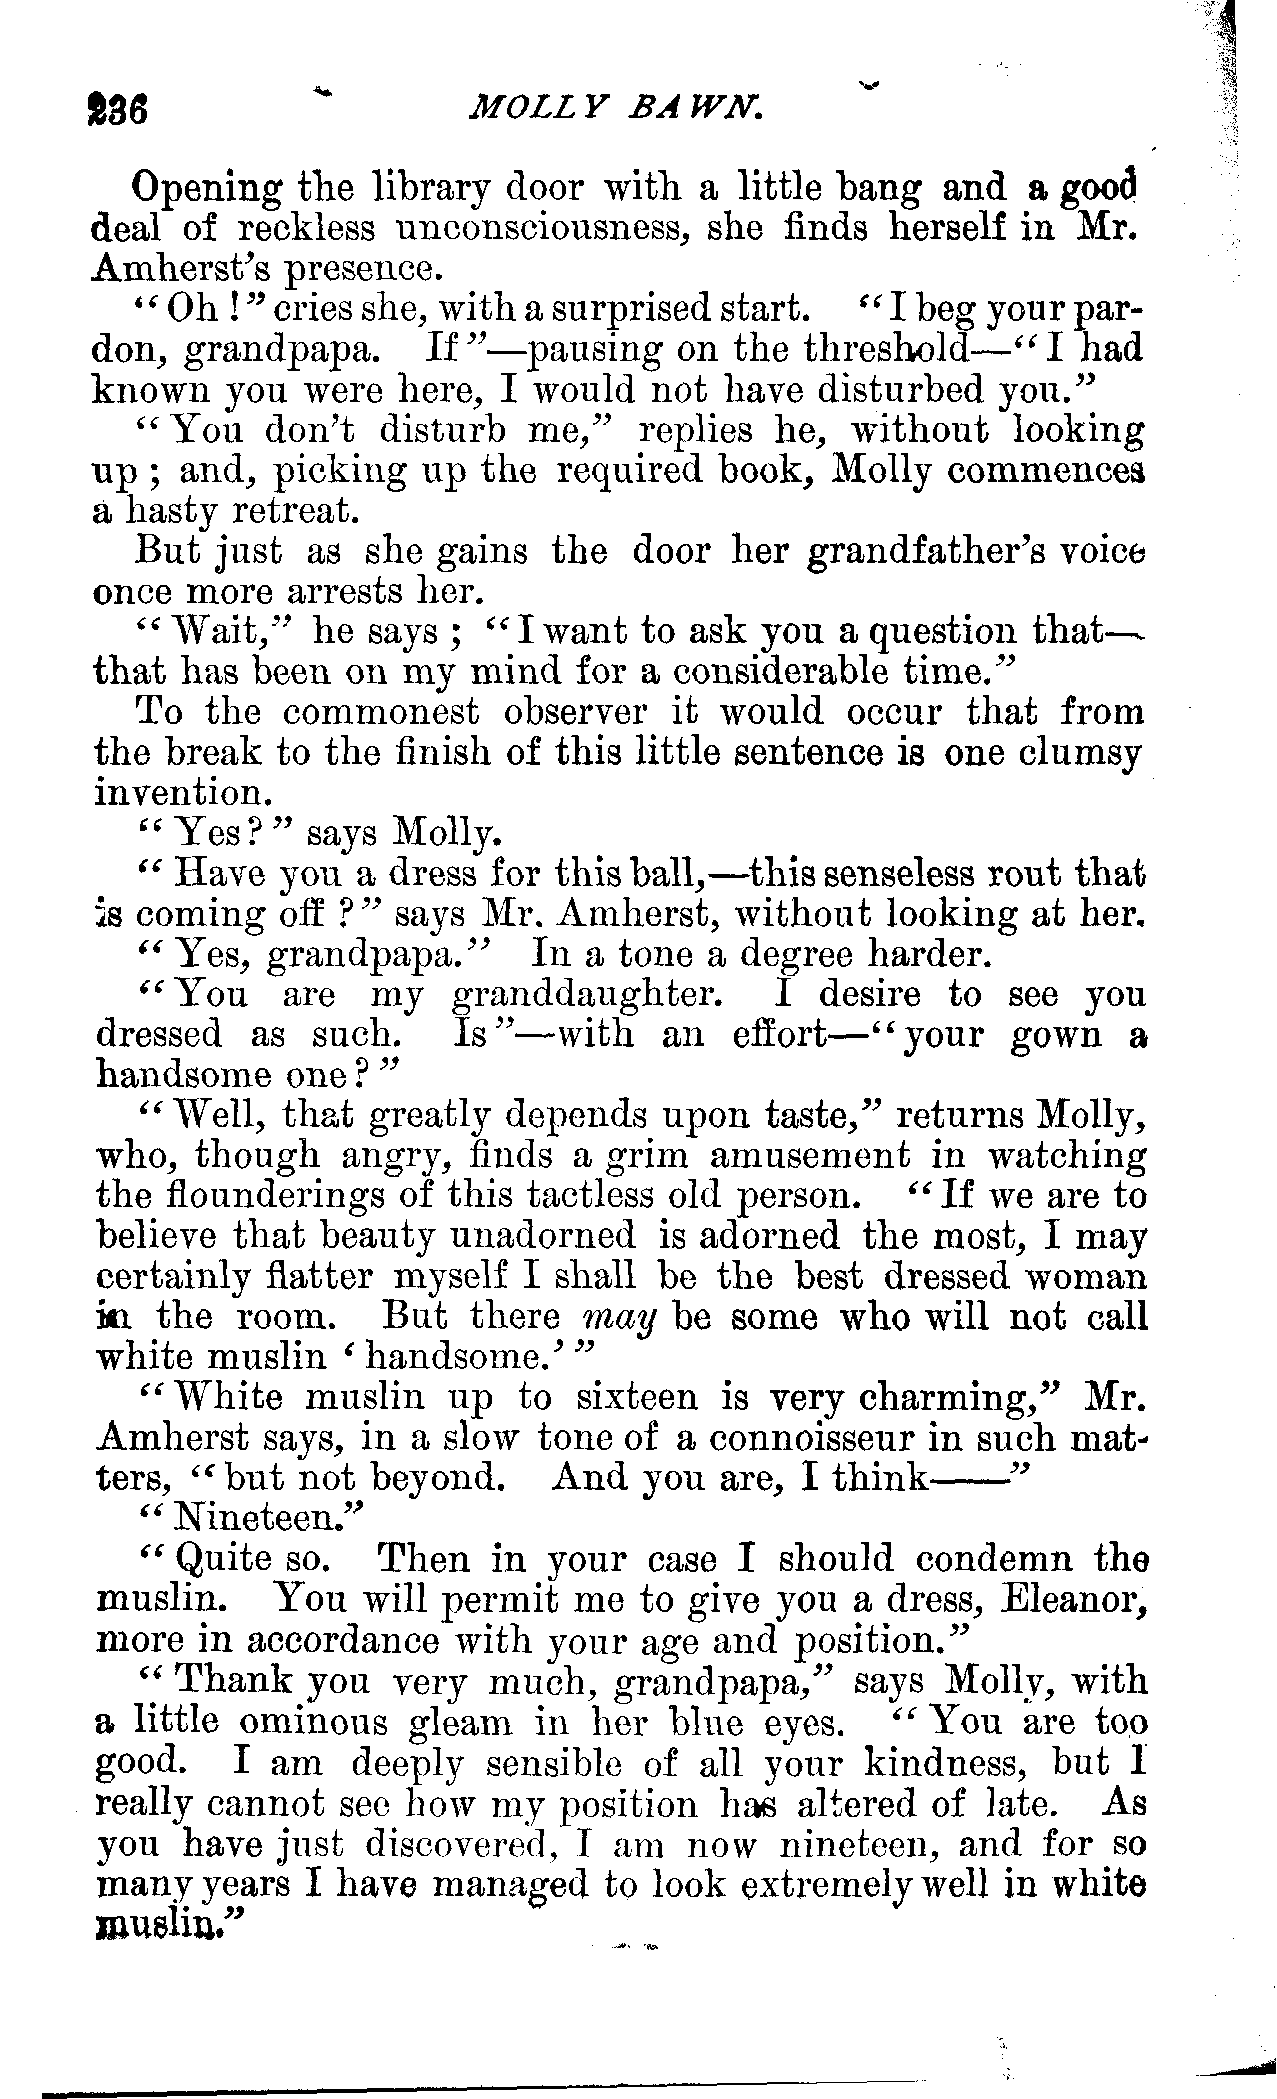 236 MOLLY BAWN.
Opening the library door with a little bang and a good
deal of reckless unconsciousness, she finds herself in Mr.
Amherst's presence.
“ Oh !” cries she, with a surprised start. “ I beg your par-
don, grandpapa. If ”—pausing on the threshold—“ I had
known you were here, I would not have disturbed you.”
“ You don't disturb me,” replies he, without looking
up ; and, picking up the required book, Molly commences
a hasty retreat.
But just as she gains the door her grandfather's voice
once more arrests her.
“ Wait,” he says ; “ I want to ask you a question that—
that has been on my mind for a considerable time.”
To the commonest observer it would occur that from
the break to the finish of this little sentence is one clumsy
invention.
“ Yes? ” says Molly.
“ Have you a dress for this ball,—this senseless rout that
is coming off ?” says Mr. Amherst, without looking at her.
“ Yes, grandpapa.” In a tone a degree harder.
“ You are my granddaughter. I desire to see you
dressed as such. Is ”—with an effort—“ your gown a
handsome one? ”
“ Well, that greatly depends upon taste,” returns Molly,
who, though angry, finds a grim amusement in watching
the flounderings of this tactless old person. “ If we are to
believe that beauty unadorned is adorned the most, I may
certainly flatter myself I shall be the best dressed woman
in the room. But there may be some who will not call
white muslin ‘ handsome.’ ”
“ White muslin up to sixteen is very charming,” Mr.
Amherst says, in a slow tone of a connoisseur in such mat-
ters, “ but not beyond. And you are, I think——”
“ Nineteen.”
“ Quite so. Then in your case I should condemn the
muslin. You will permit me to give you a dress, Eleanor,
more in accordance with your age and position.”
“ Thank you very much, grandpapa,” says Molly, with
a little ominous gleam in her blue eyes. “ You are too
good. I am deeply sensible of all your kindness, but I
really cannot see how my position has altered of late. As
you have just discovered, I am now nineteen, and for so
many years I have managed to look extremely well in white
muslin.”